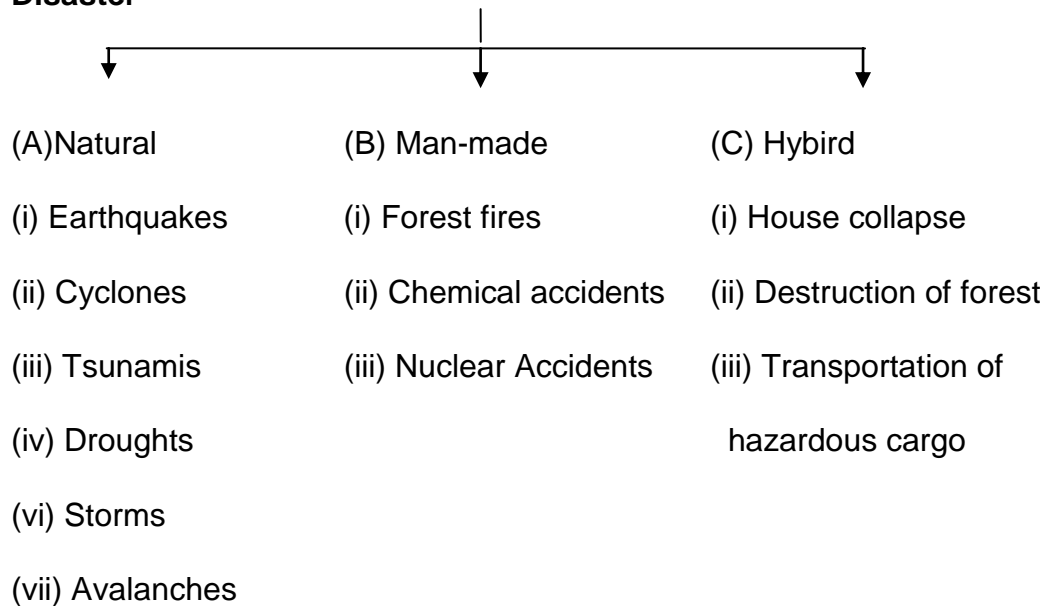 Disaster
(A)Natural (B) Man-made (C) Hybird
(i) Earthquakes (i) Forest fires (i) House collapse
(ii) Cyclones (ii) Chemical accidents (ii) Destruction of forest
(iii) Tsunamis (iii) Nuclear Accidents (iii) Transportation of
(iv) Droughts hazardous cargo
(vi) Storms
(vii) Avalanches